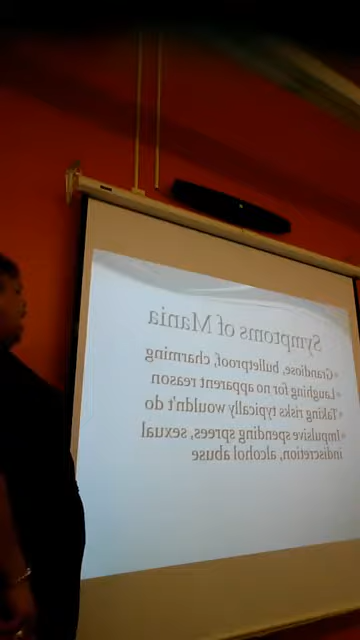 Symptoms of Mania
Grandiose, bulletproof, charming
Laughing for no apparent reason
Taking risks typically wouldn't do
Impulsive spending sprees, sexual
indiscretion, alcohol abuse